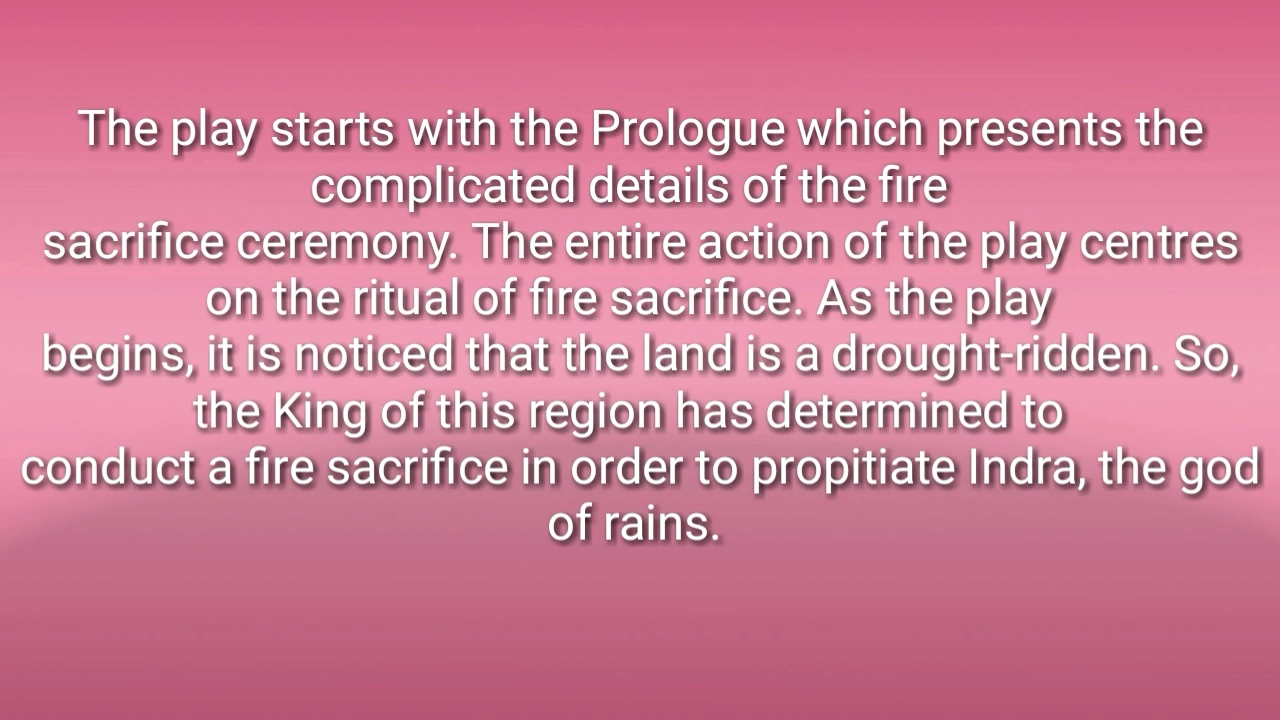 The play starts with the Prologue which presents the
complicated details of the fire
sacrifice ceremony. The entire action of the play centres
on the ritual of fire sacrifice. As the play
begins, it is noticed that the land is a drought-ridden. So,
the King of this region has determined to
conduct a fire sacrifice in order to propitiate Indra, the god
of rains.